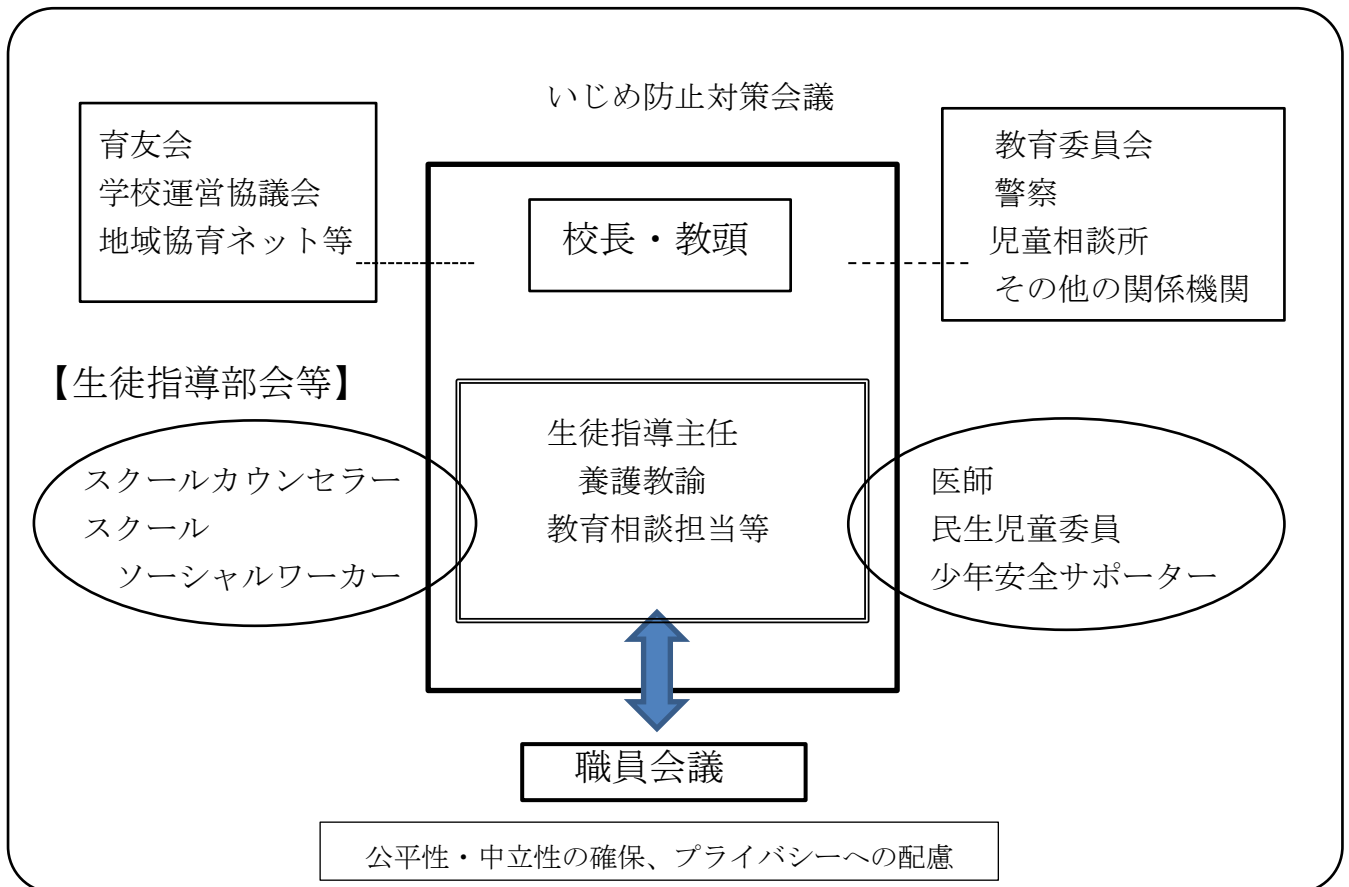 いじめ防止対策会議
育友会
学校運営協議会
地域協育ネット等
校長・教頭
教育委員会
警察
児童相談所
その他の関係機関
【生徒指導部会等】
スクールカウンセラー
スクール
ソーシャルワーカー
生徒指導主任
養護教諭
教育相談担当等
医師
民生児童委員
少年安全サポーター
職員会議
公平性・中立性の確保、プライバシーへの配慮